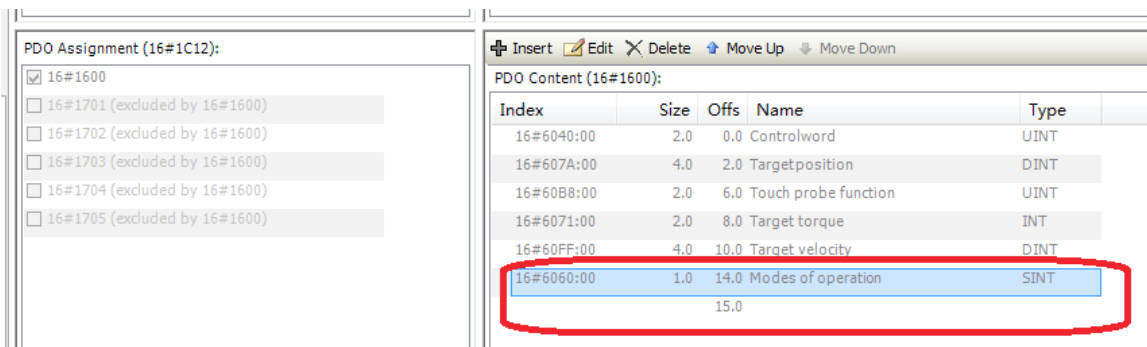 PDO Assignment (16#1C12):
16#1600
16#1701 (excluded by 16#1600)
16#1702 (excluded by 16#1600)
16#1703 (excluded by 16#1600)
16#1704 (excluded by 16#1600)
16#1705 (excluded by 16#1600)
Insert Edit Delete Move Up Move Down
PDO Content (16#1600):
Index Size Offs Name Type
16#6040:00 2.0 0.0 Controlword UINT
16#607A:00 4.0 2.0 Targetposition DINT
16#60B8:00 2.0 6.0 Touch probe function UINT
16#6071:00 2.0 8.0 Target torque INT
16#60FF:00 4.0 10.0 Target velocity DINT
16#6060:00 1.0 14.0 Modes of operation SINT
15.0